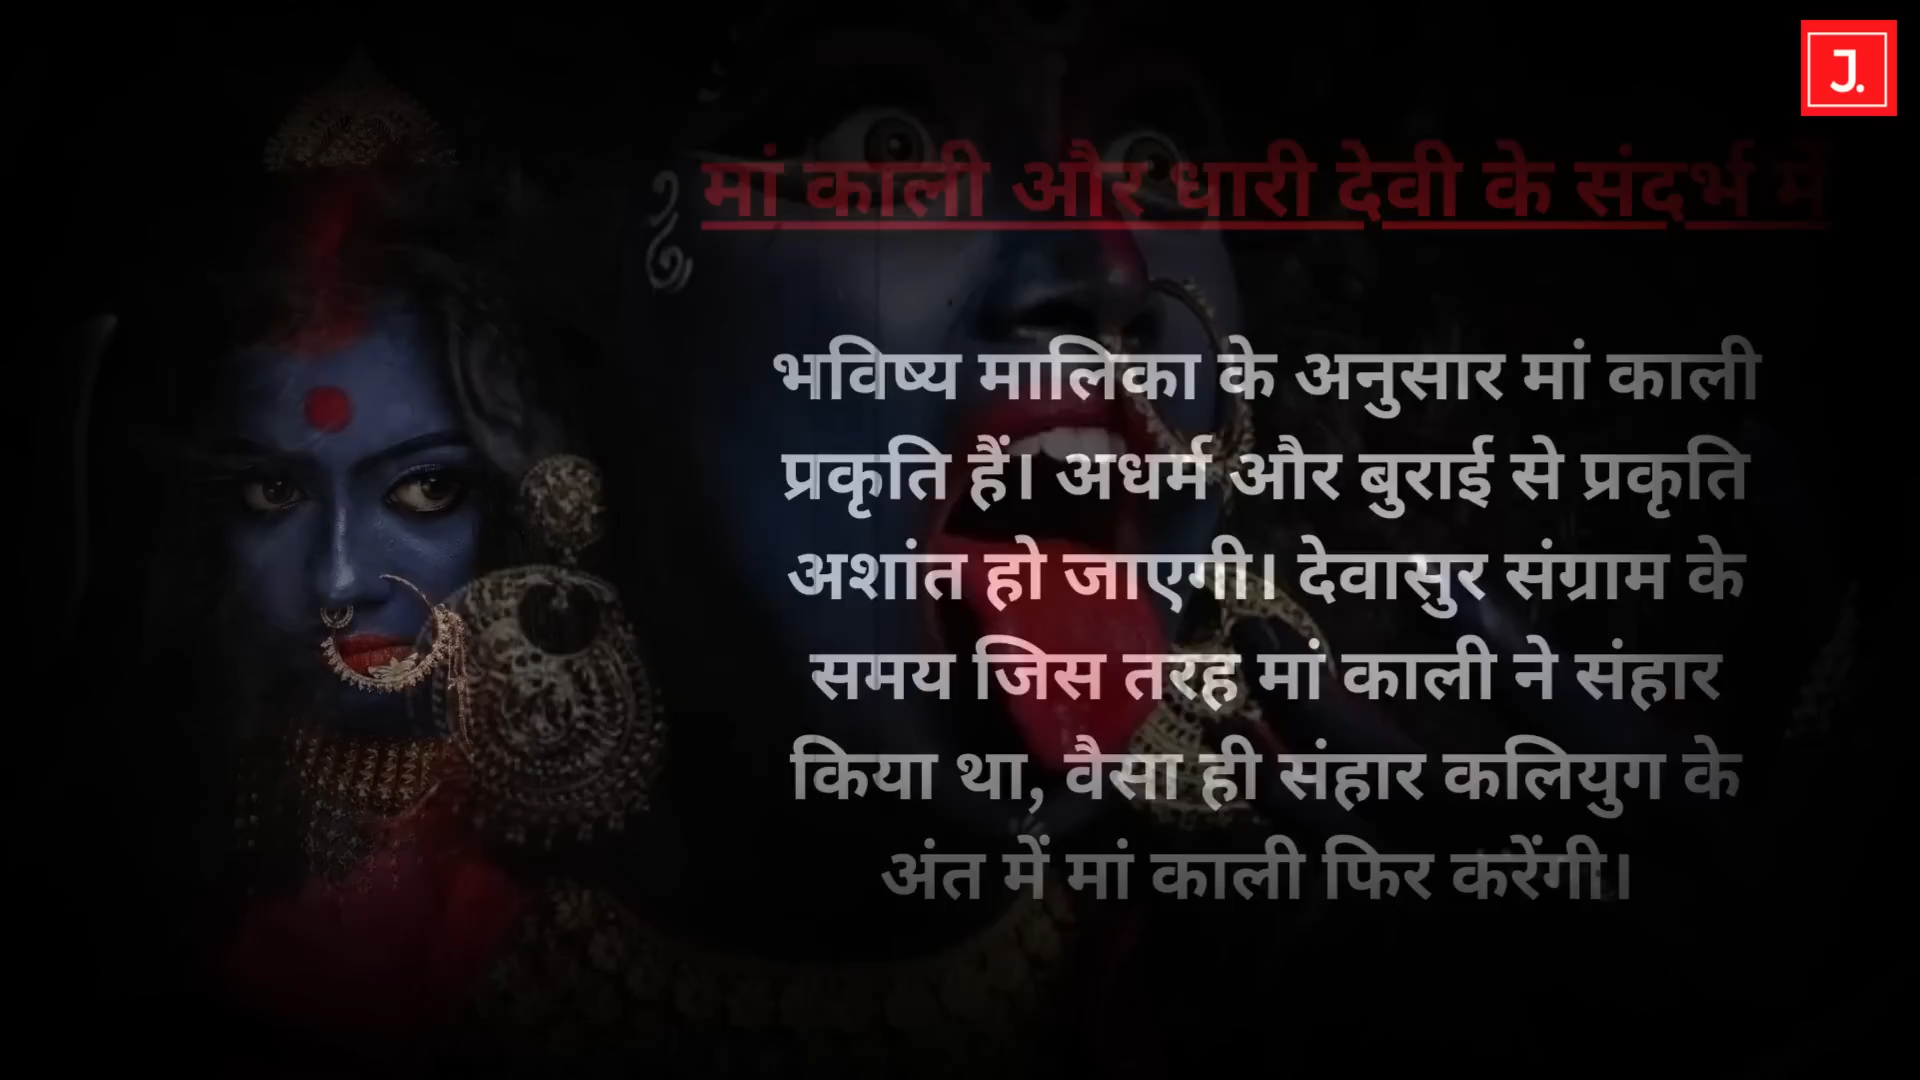 J.
मां काली और धारी देवी के संदर्भ में
भविष्य मालिका के अनुसार मां काली
प्रकृति हैं। अधर्म और बुराई से प्रकृति
अशांत हो जाएगी। देवासुर संग्राम के
समय जिस तरह मां काली ने संहार
किया था, वैसा ही संहार कलियुग के
अंत में मां काली फिर करेंगी।